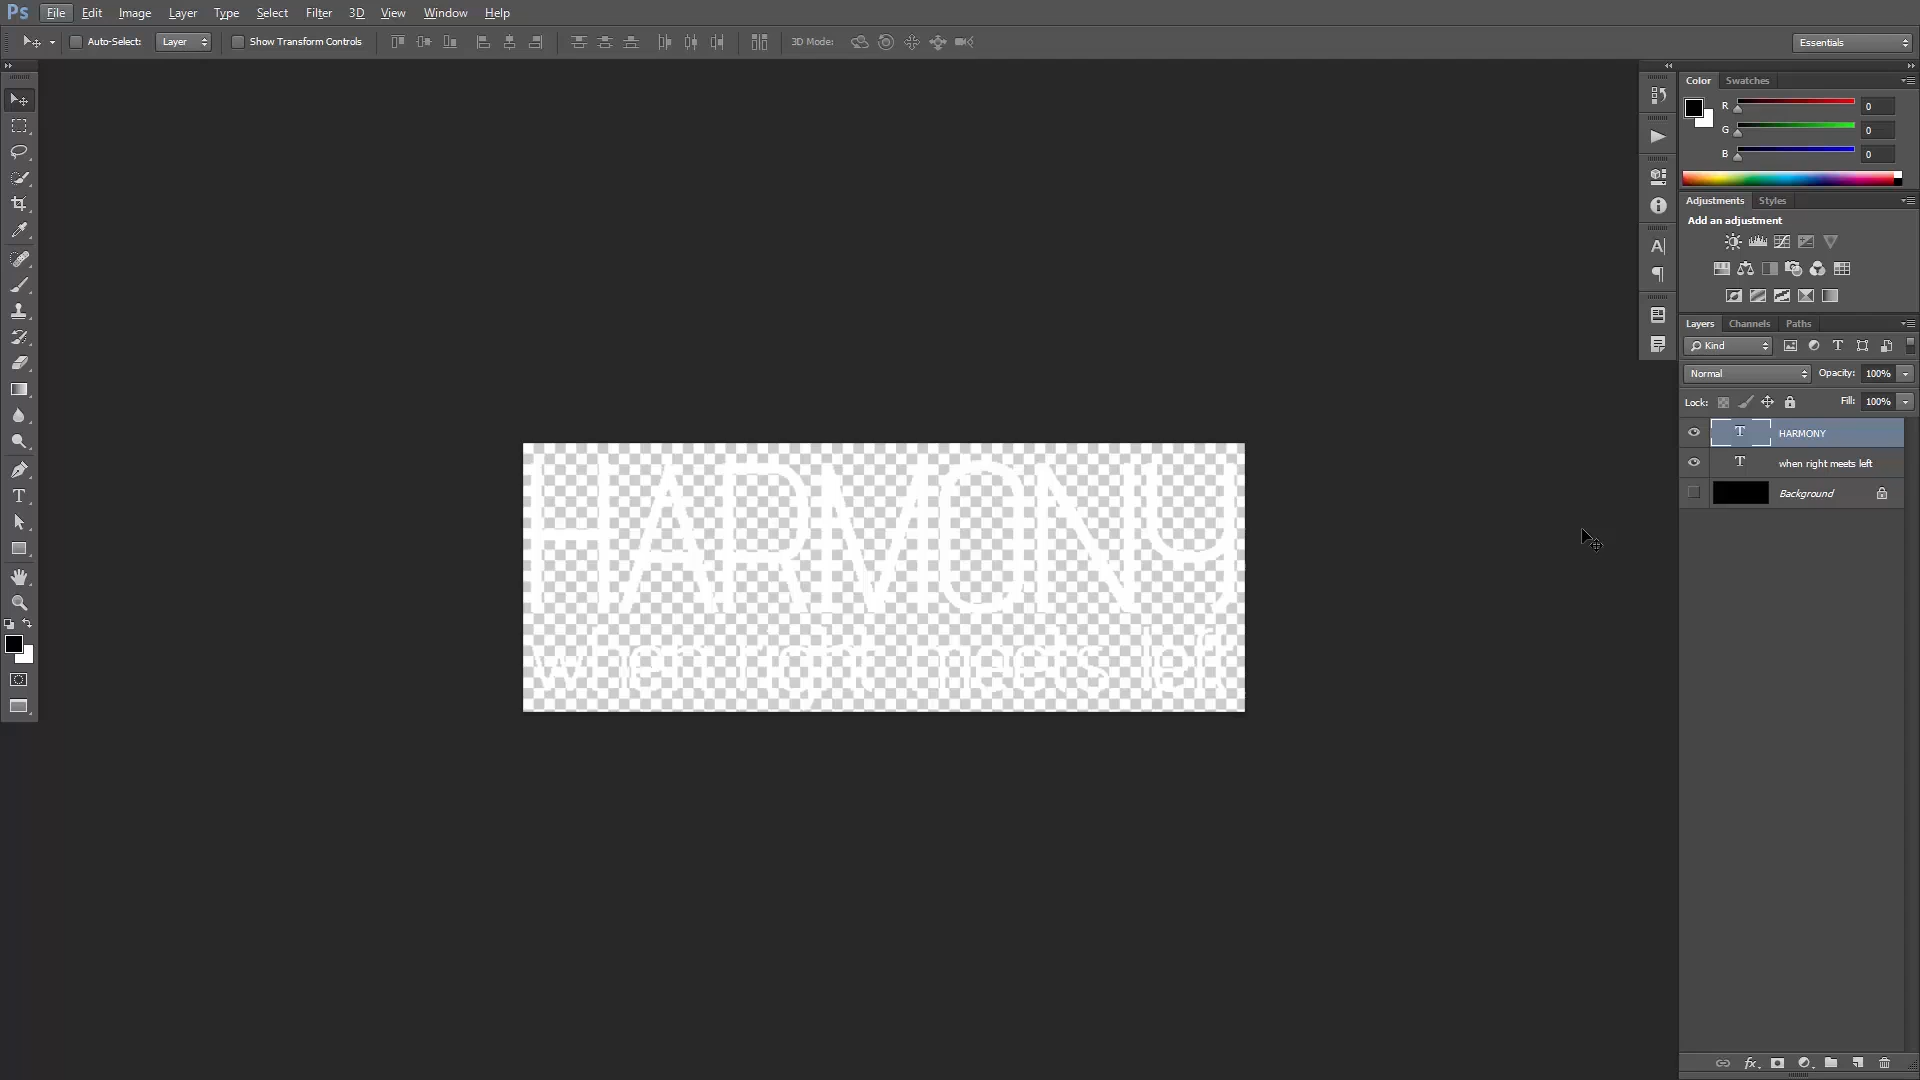 Ps File Edit Image Layer Type Select Filter 3D View Window Help
Auto-Select: Layer Show Transform Controls 3D Mode: Essentials
Color Swatches
R 0
G 0
B 0
Adjustments Styles
Add an adjustment
Layers Channels Paths
Kind
Normal Opacity: 100%
Lock: Fill: 100%
T HARMONY
T when right meets left
Background
HARMONY
when right meets left